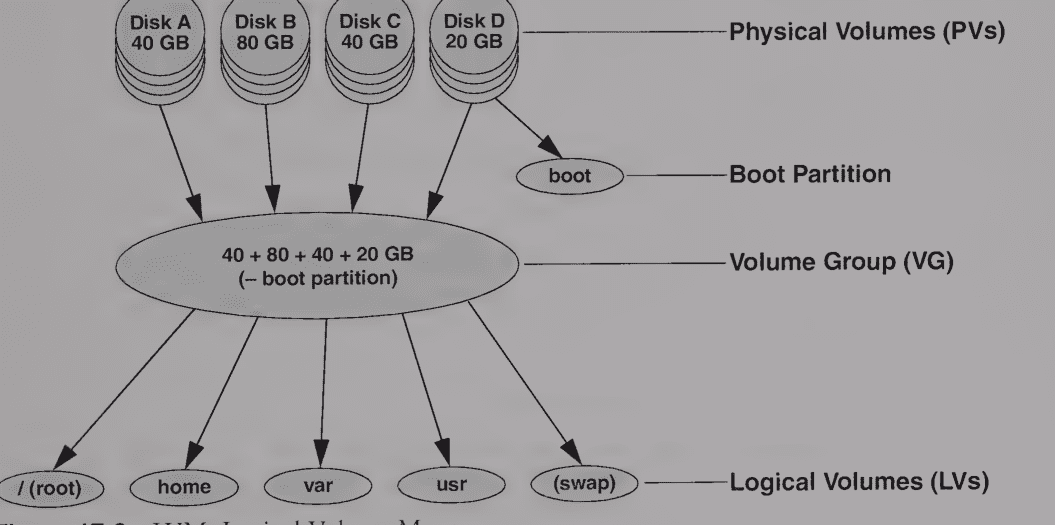 Disk A
40 GB
Disk B
80 GB
Disk C
40 GB
Disk D
20 GB
Physical Volumes (PVs)
boot
Boot Partition
40 + 80 + 40 + 20 GB
(-- boot partition)
Volume Group (VG)
/ (root)
home
var
usr
(swap)
Logical Volumes (LVs)